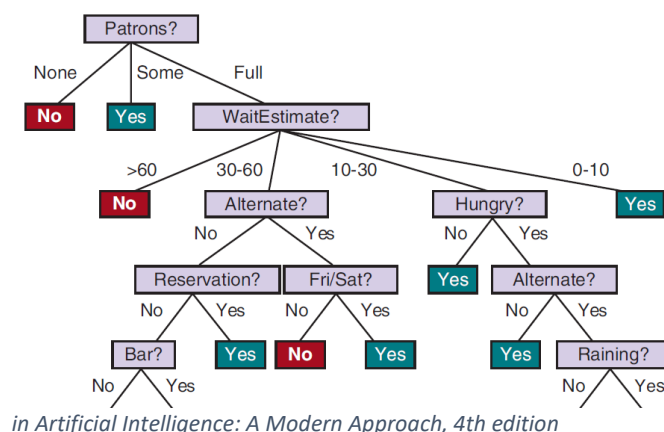 Patrons?
None Some Full
No Yes WaitEstimate?
>60 30-60 10-30 0-10
No Alternate? Hungry? Yes
No Yes No Yes
Reservation? Fri/Sat? Yes Alternate?
No Yes No Yes No Yes
Bar? Yes No Yes Yes Raining?
No Yes No Yes
in Artificial Intelligence: A Modern Approach, 4th edition